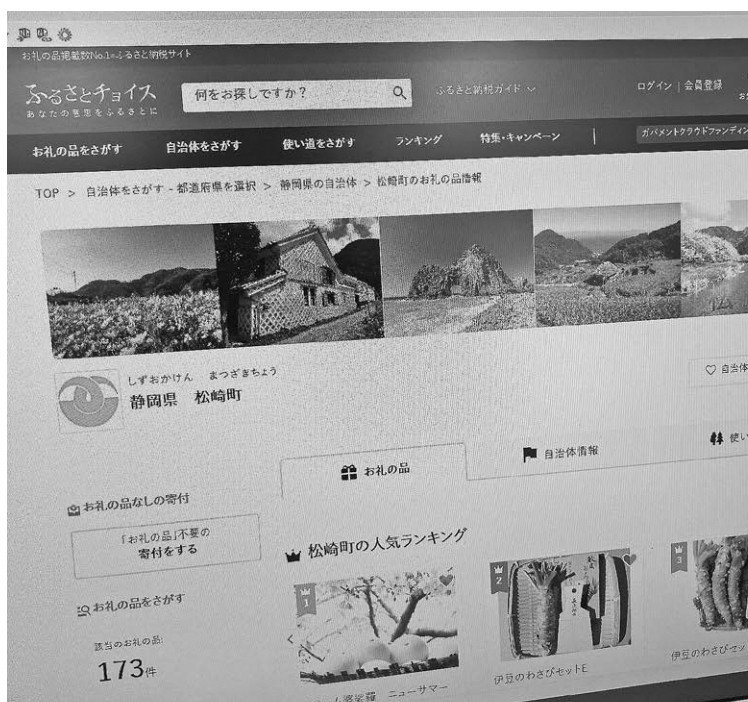 お礼の品掲載数No.1のふるさと納税サイト
ふるさとチョイス
あなたの意思をふるさとに
何をお探しですか？
ふるさと納税ガイド
ログイン | 会員登録
お礼の品をさがす 自治体をさがす 使い道をさがす ランキング 特集・キャンペーン | ガバメントクラウドファンディン
TOP > 自治体をさがす - 都道府県を選択 > 静岡県の自治体 > 松崎町のお礼の品情報
しずおかけん まつざきちょう
静岡県 松崎町
自治体
お礼の品
自治体情報
使い
お礼の品なしの寄付
「お礼の品」不要の
寄付をする
松崎町の人気ランキング
1
2
3
お礼の品をさがす
該当のお礼の品:
173件
婆娑羅 ニューサマー
伊豆のわさびセットE
伊豆のわさびセッ